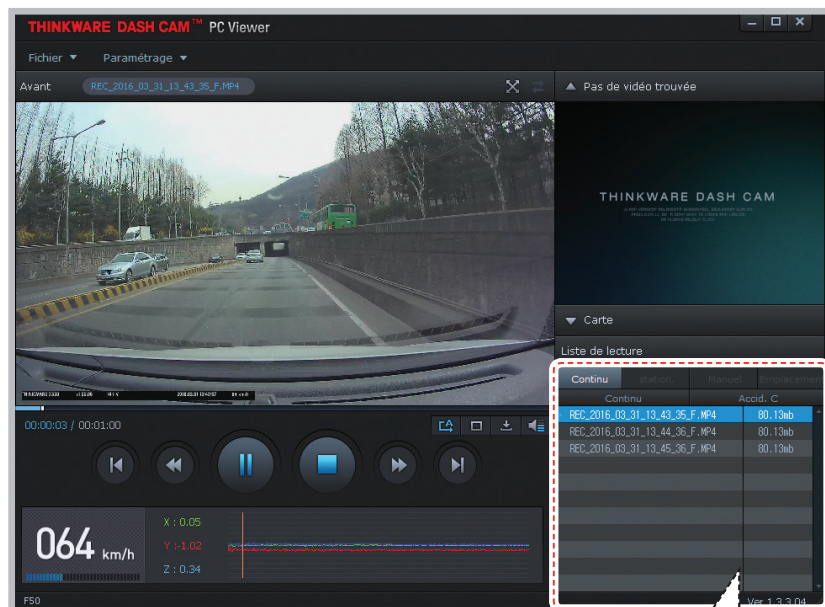 THINKWARE DASH CAM™ PC Viewer
Fichier ▼ Paramétrage ▼
Avant REC_2016_03_31_13_43_35_F.MP4
▲ Pas de vidéo trouvée
THINKWARE DASH CAM
▼ Carte
Liste de lecture
Continu station. Manuel Emplacement
Continu Accid. C
REC_2016_03_31_13_43_35_F.MP4 80.13mb
REC_2016_03_31_13_44_36_F.MP4 80.13mb
REC_2016_03_31_13_45_36_F.MP4 80.13mb
00:00:03 / 00:01:00
064 km/h
X : 0.05
Y :-1.02
Z : 0.34
F50
Ver 1.3.3.04